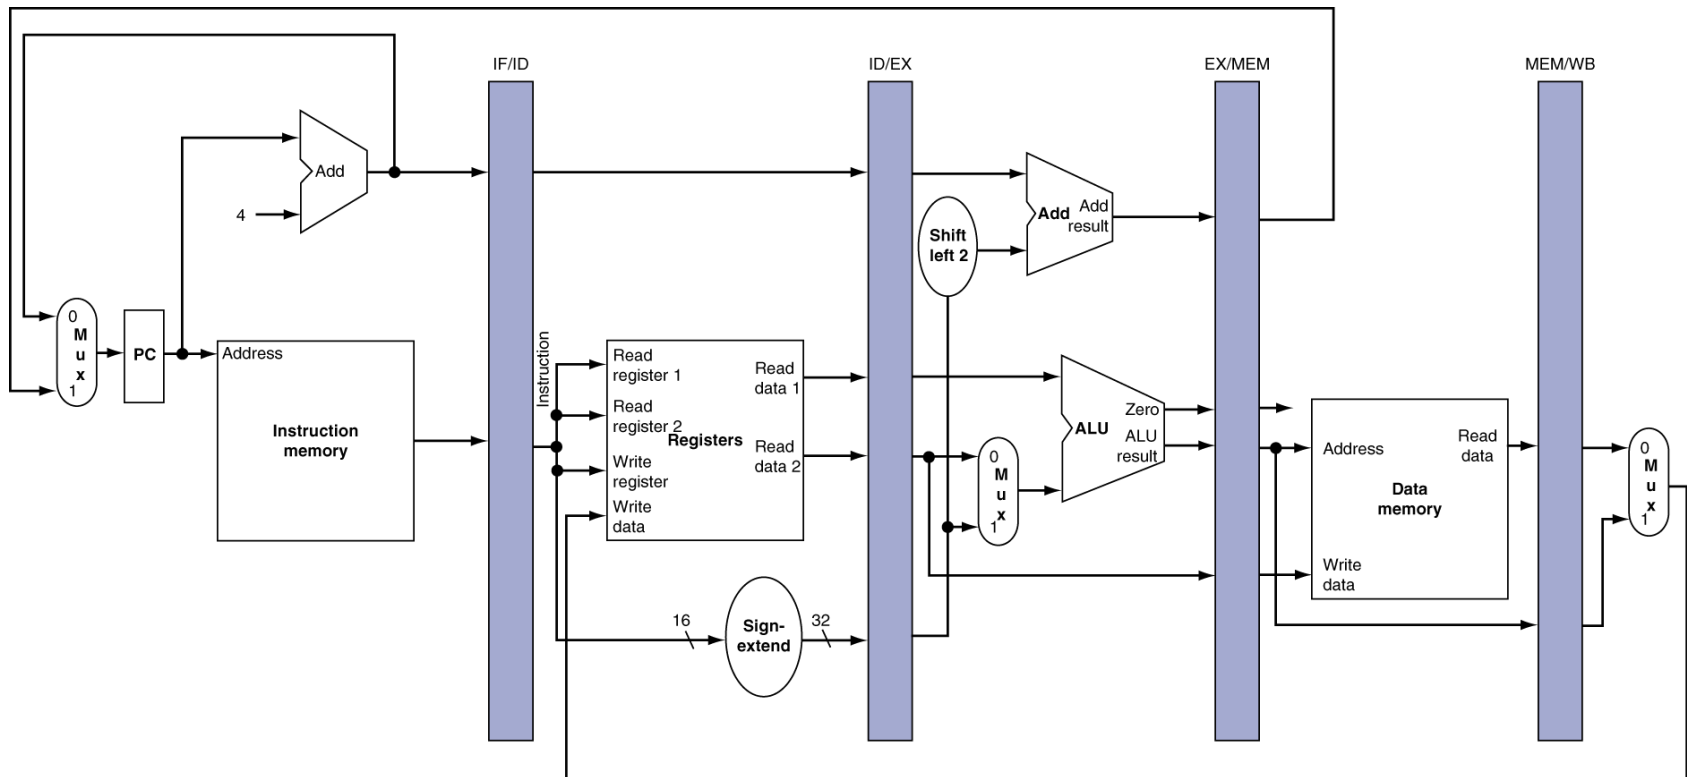 IF/ID
ID/EX
EX/MEM
MEM/WB
Add
4
Shift
left 2
Add
Add
result
0
M
u
x
1
PC
Address
Instruction
memory
Instruction
Read
register 1
Read
register 2
Write
register
Write
data
Registers
Read
data 1
Read
data 2
16
Sign-
extend
32
0
M
u
x
1
Zero
ALU
ALU
result
Address
Read
data
Data
memory
Write
data
0
M
u
x
1